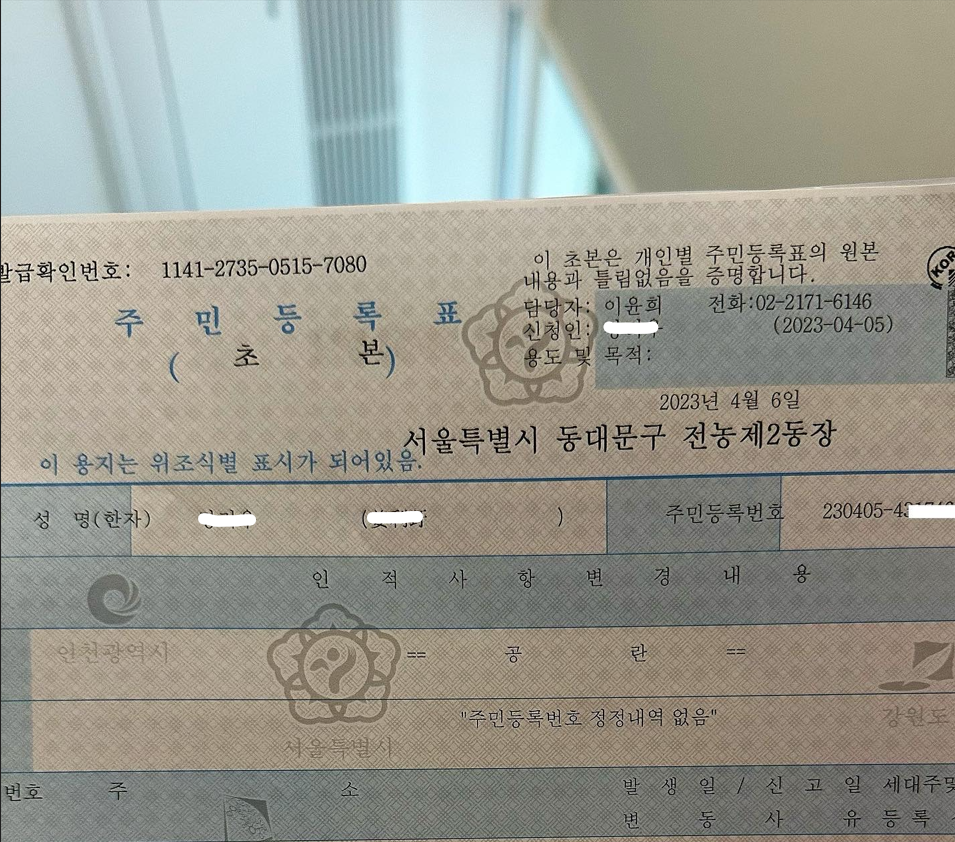 발급확인번호: 1141-2735-0515-7080
주 민 등 록 표
( 초 본 )
이 용지는 위조식별 표시가 되어있음.
이 초본은 개인별 주민등록표의 원본
내용과 틀림없음을 증명합니다.
담당자: 이윤희 전화:02-2171-6146
신청인: (2023-04-05)
용도 및 목적:
2023년 4월 6일
서울특별시 동대문구 전농제2동장
KOR
성 명(한자) ( ) 주민등록번호 230405-4
인 적 사 항 변 경 내 용
인천광역시
== 공 란 ==
"주민등록번호 정정내역 없음"
강원도
서울특별시
번호 주 소 발 생 일 / 신 고 일 세대주및
변 동 사 유 등 록